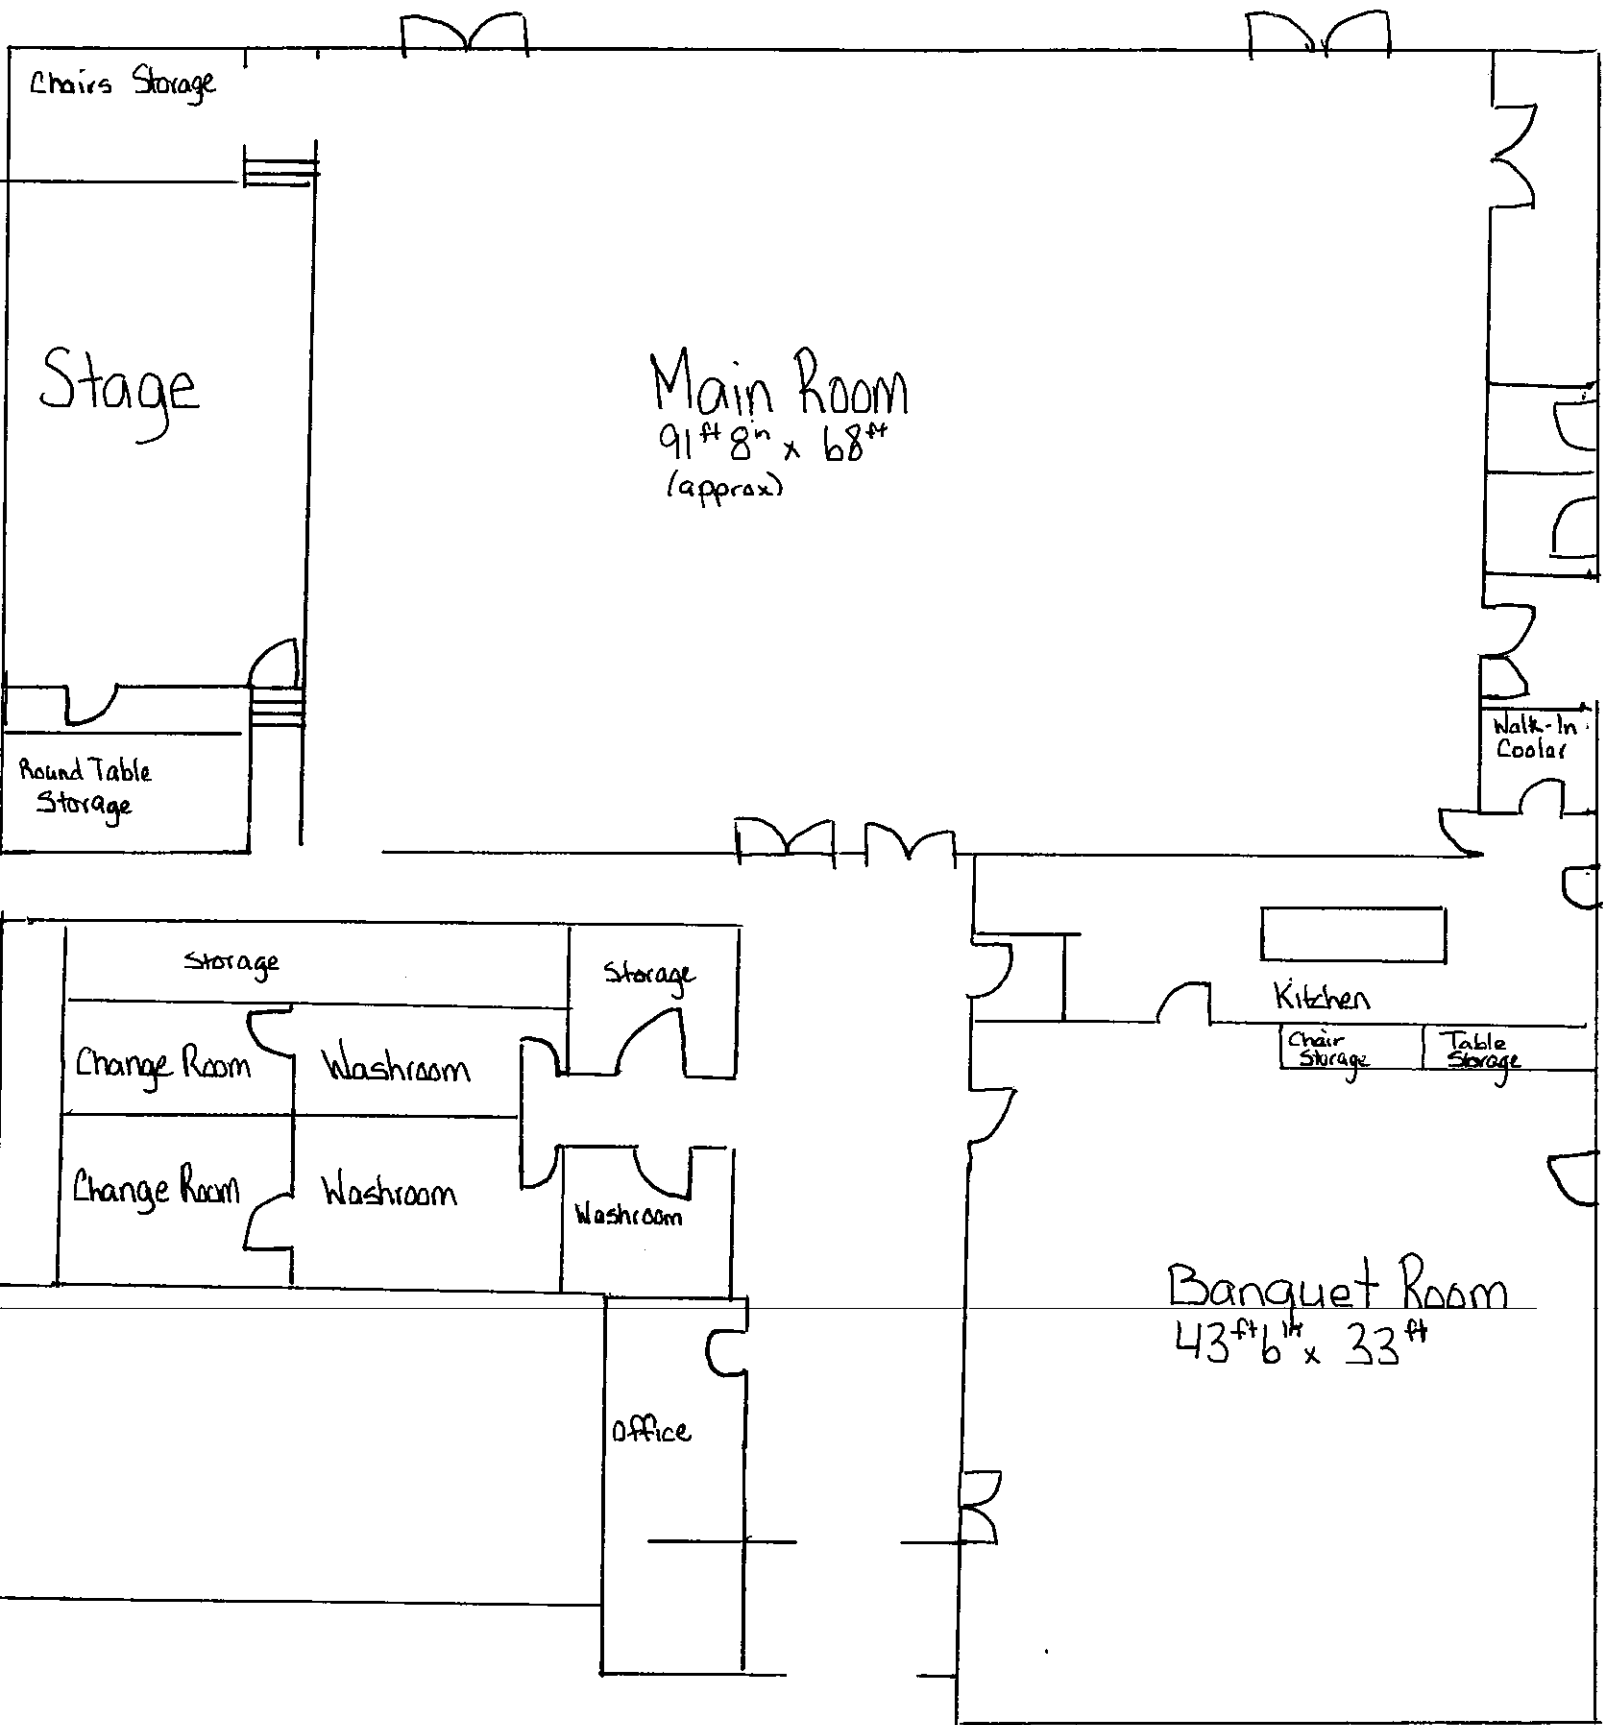 Chairs Storage
Stage
Main Room
91ft 8in x 68ft
(approx)
Walk-In
Cooler
Round Table
Storage
Storage
Storage
Kitchen
Chair
Storage
Table
Storage
Change Room
Washroom
Change Room
Washroom
Washroom
Banquet Room
43ft 6in x 33ft
Office